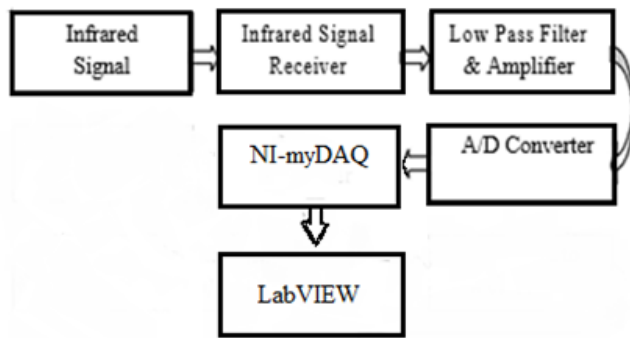 Infrared
Signal
Infrared Signal
Receiver
Low Pass Filter
& Amplifier
A/D Converter
NI-myDAQ
LabVIEW